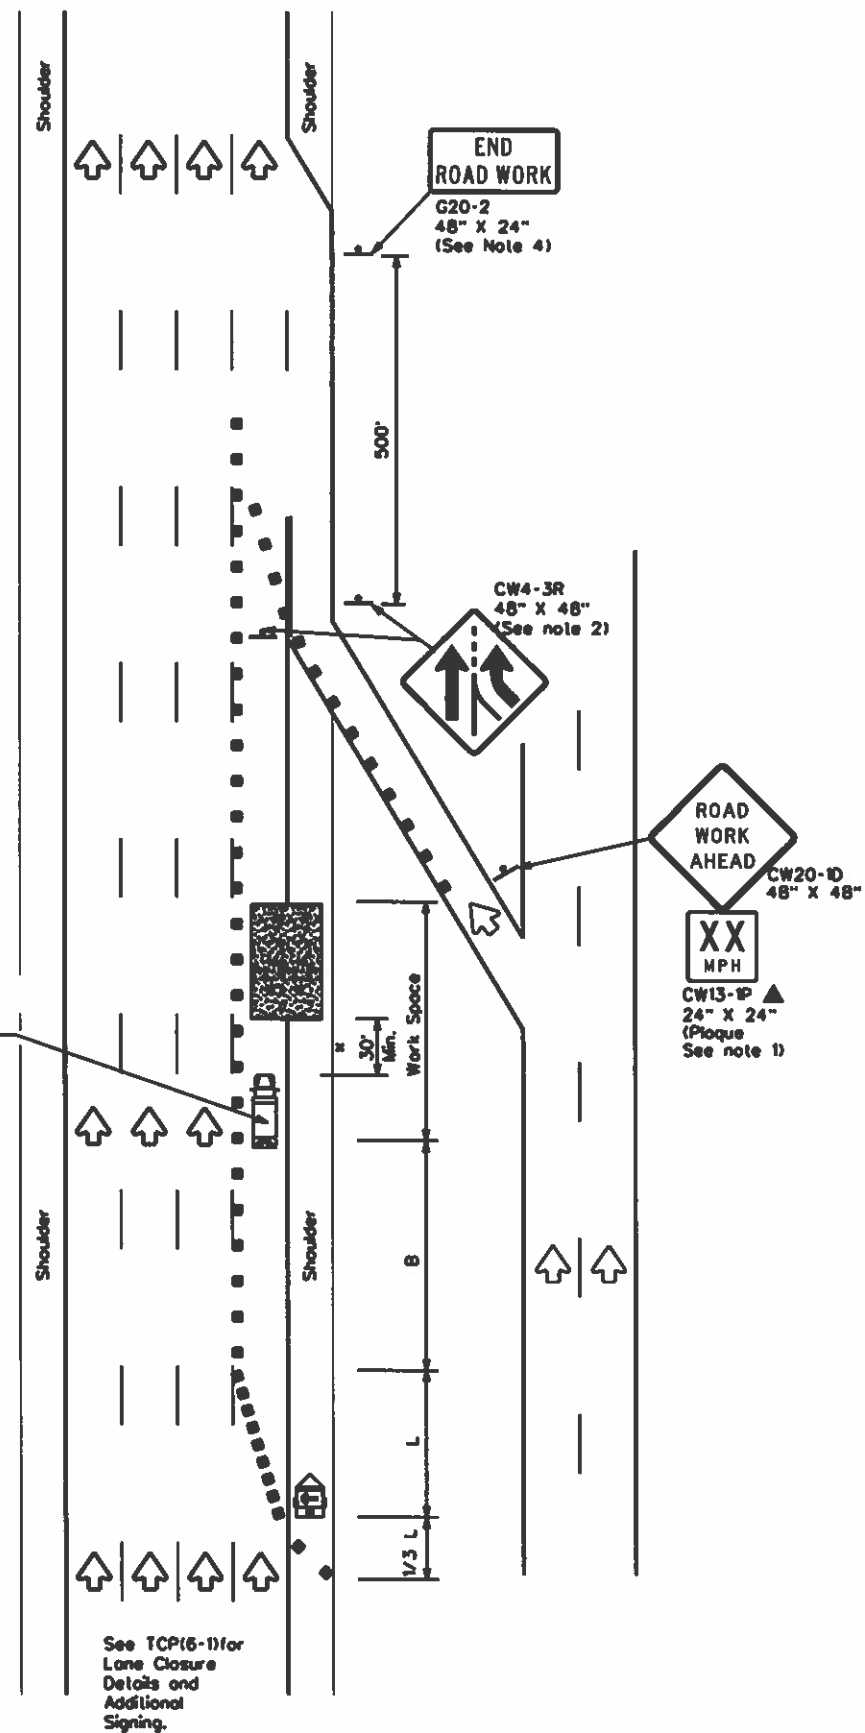 Shoulder
Shoulder
END
ROAD WORK
G20-2
48" X 24"
(See Note 4)
500'
CW4-3R
48" X 48"
(See note 2)
ROAD
WORK
AHEAD
CW20-1D
48" X 48"
XX
MPH
CW13-1P
24" X 24"
(Plaque
See note 1)
Work Space
30'
Min.
x
Shoulder
Shoulder
B
L
1/3 L
See TCP(6-1)for
Lane Closure
Details and
Additional
Signing.